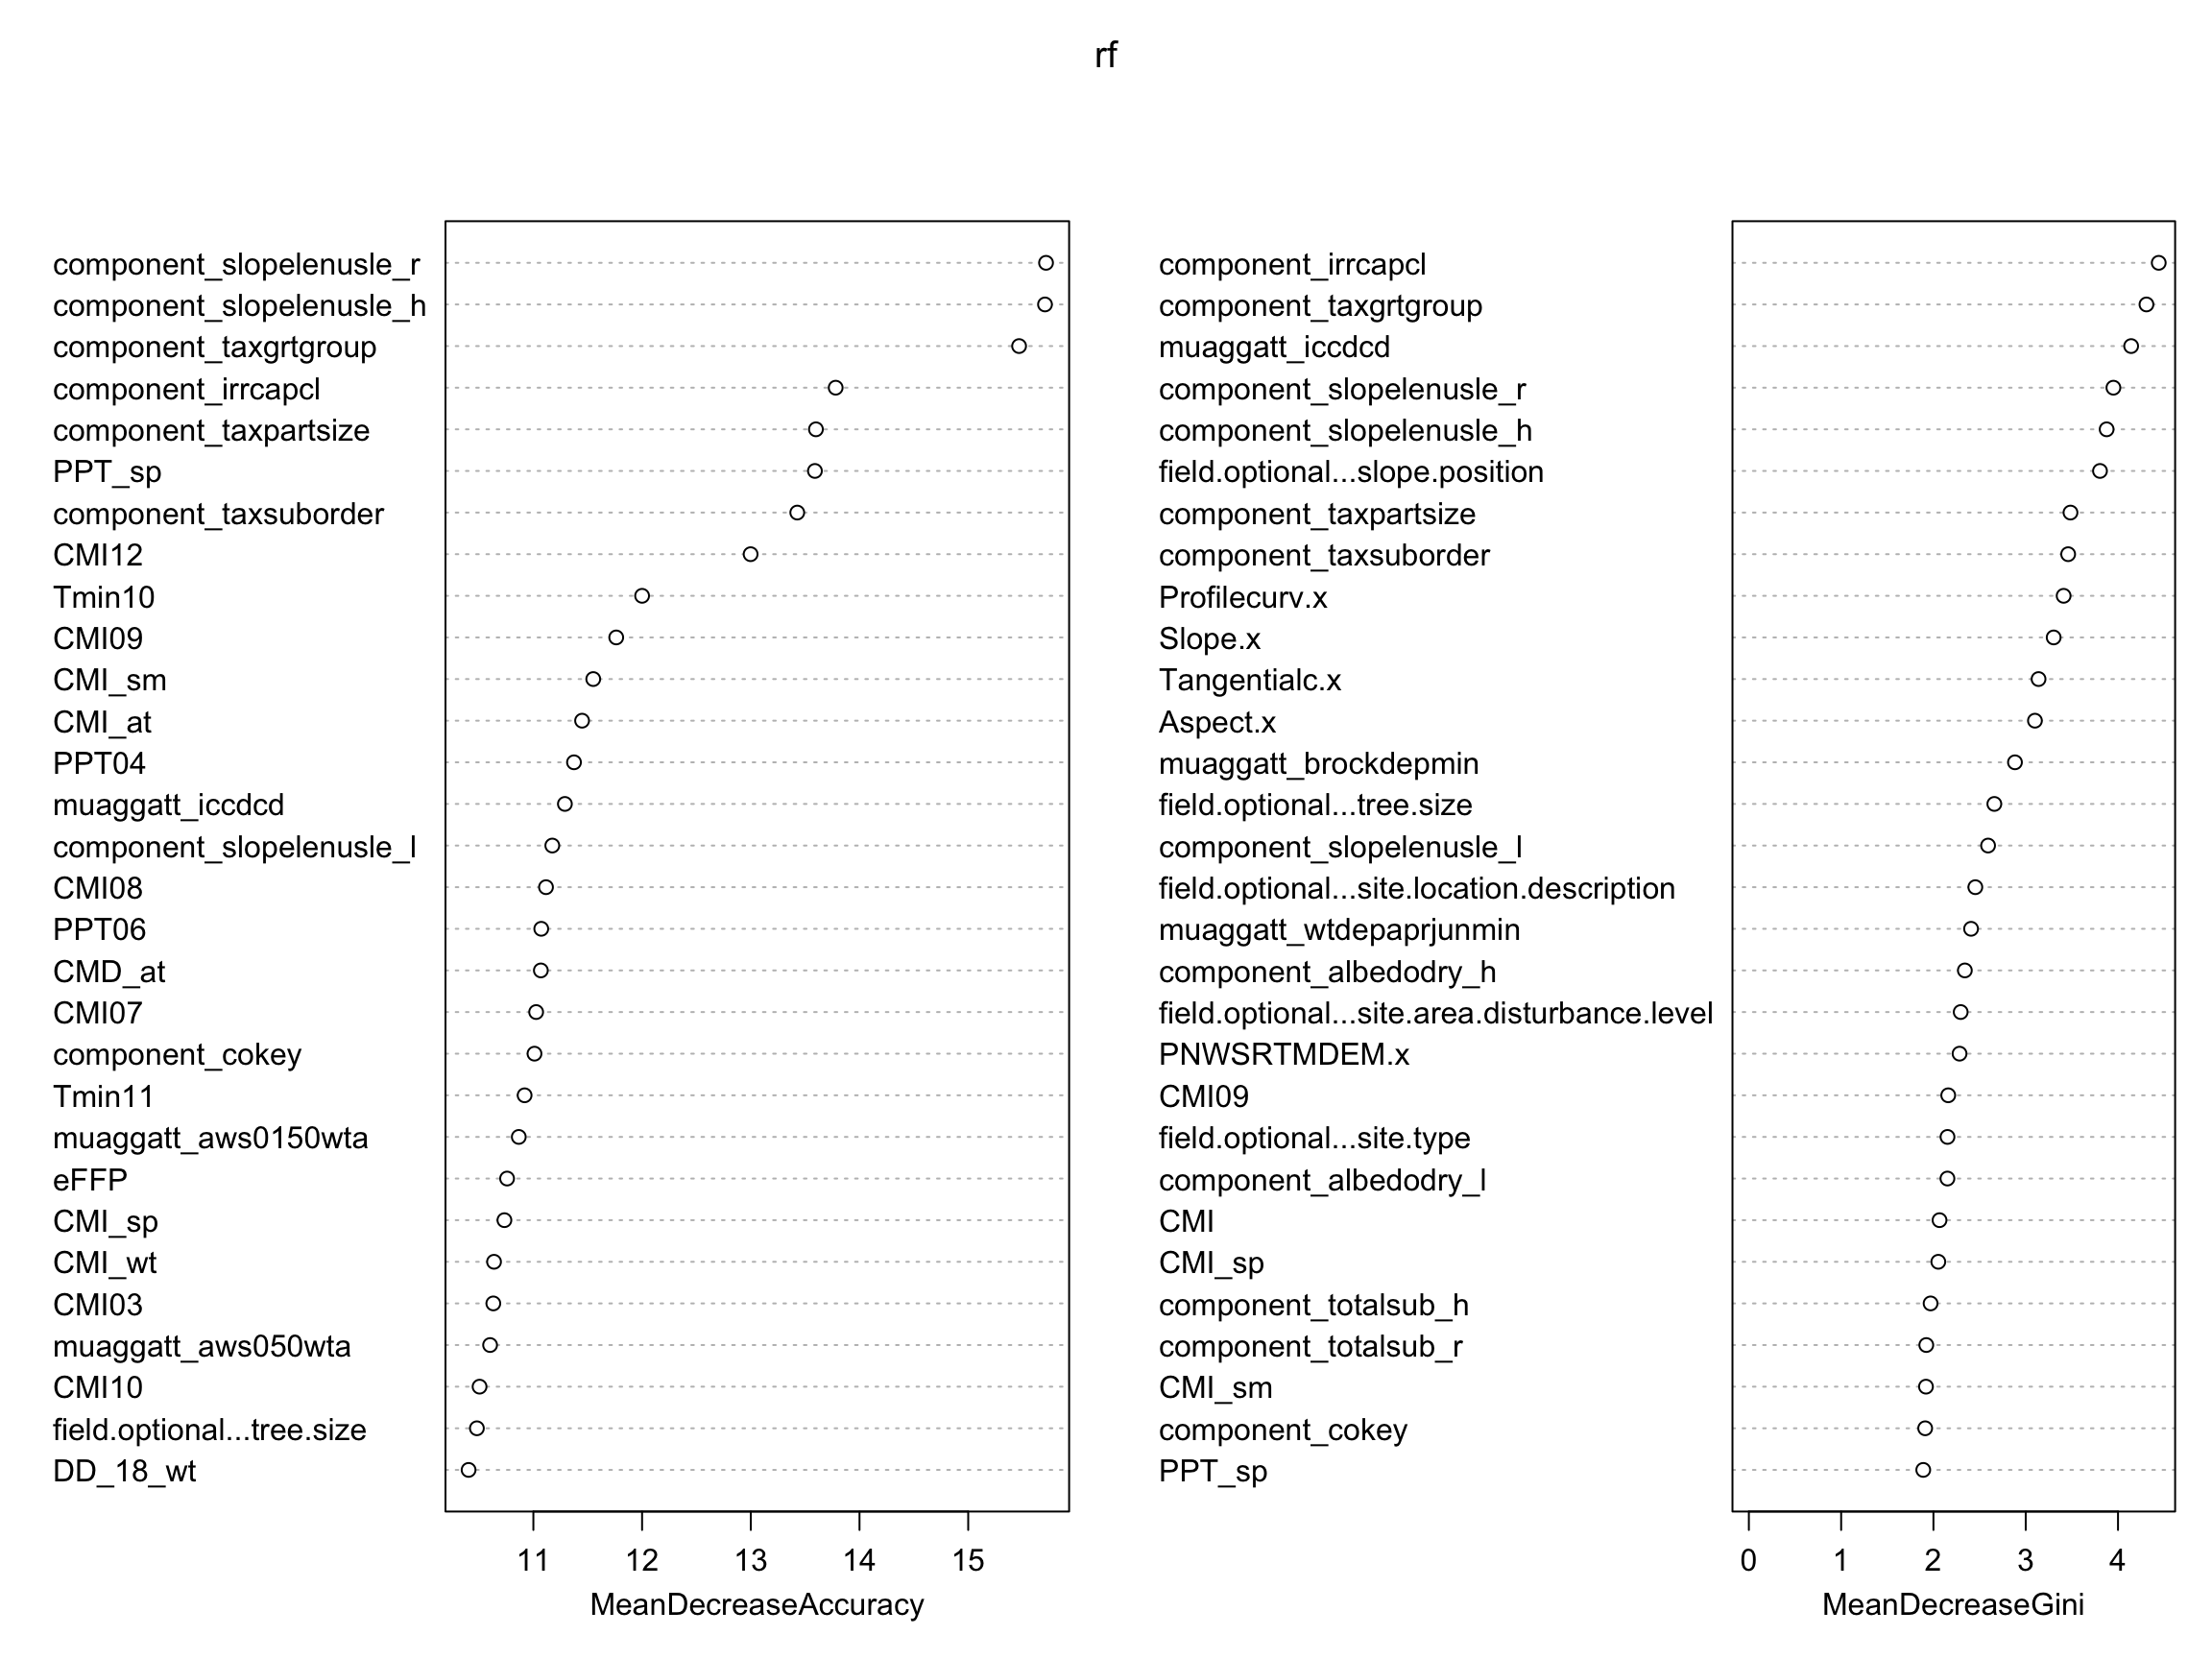 rf
component_slopelenusle_r
component_slopelenusle_h
component_taxgrtgroup
component_irrcapcl
component_taxpartsize
PPT_sp
component_taxsuborder
CMI12
Tmin10
CMI09
CMI_sm
CMI_at
PPT04
muaggatt_iccdcd
component_slopelenusle_l
CMI08
PPT06
CMD_at
CMI07
component_cokey
Tmin11
muaggatt_aws0150wta
eFFP
CMI_sp
CMI_wt
CMI03
muaggatt_aws050wta
CMI10
field.optional...tree.size
DD_18_wt
11 12 13 14 15
MeanDecreaseAccuracy
component_irrcapcl
component_taxgrtgroup
muaggatt_iccdcd
component_slopelenusle_r
component_slopelenusle_h
field.optional...slope.position
component_taxpartsize
component_taxsuborder
Profilecurv.x
Slope.x
Tangentialc.x
Aspect.x
muaggatt_brockdepmin
field.optional...tree.size
component_slopelenusle_l
field.optional...site.location.description
muaggatt_wtdepaprjunmin
component_albedodry_h
field.optional...site.area.disturbance.level
PNWSRTMDEM.x
CMI09
field.optional...site.type
component_albedodry_l
CMI
CMI_sp
component_totalsub_h
component_totalsub_r
CMI_sm
component_cokey
PPT_sp
0 1 2 3 4
MeanDecreaseGini